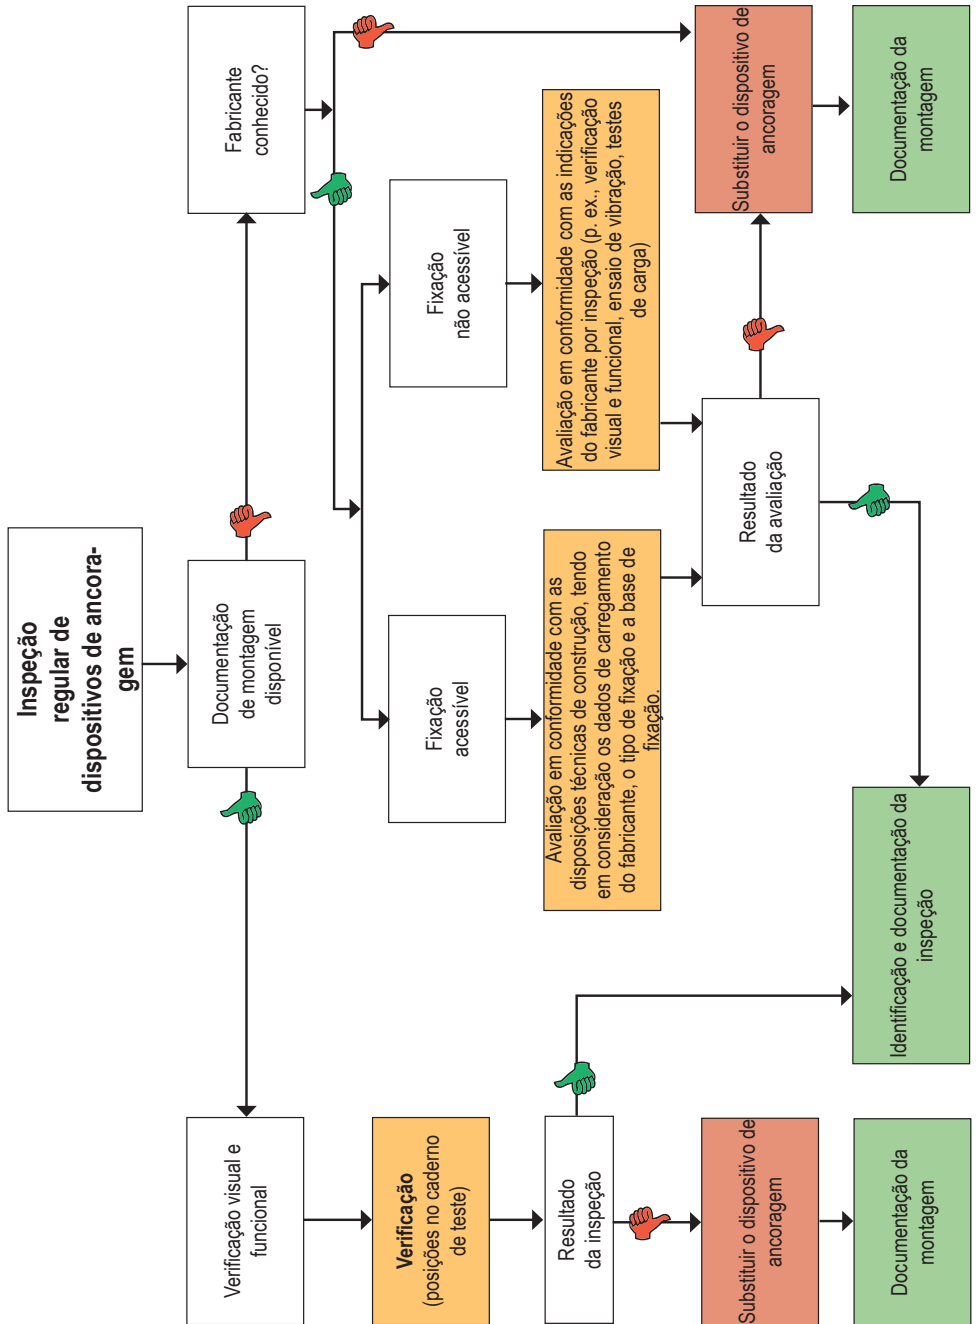 Inspeção
regular de
dispositivos de ancora-
gem
Documentação
de montagem
disponível
Verificação visual e
funcional
Verificação
(posições no caderno
de teste)
Resultado
da inspeção
Substituir o dispositivo de
ancoragem
Documentação da
montagem
Fabricante
conhecido?
Fixação
acessível
Fixação
não acessível
Avaliação em conformidade com as
disposições técnicas de construção, tendo
em consideração os dados de carregamento
do fabricante, o tipo de fixação e a base de
fixação.
Avaliação em conformidade com as indicações
do fabricante por inspeção (p. ex., verificação
visual e funcional, ensaio de vibração, testes
de carga)
Resultado
da avaliação
Identificação e documentação da
inspeção
Substituir o dispositivo de
ancoragem
Documentação da
montagem